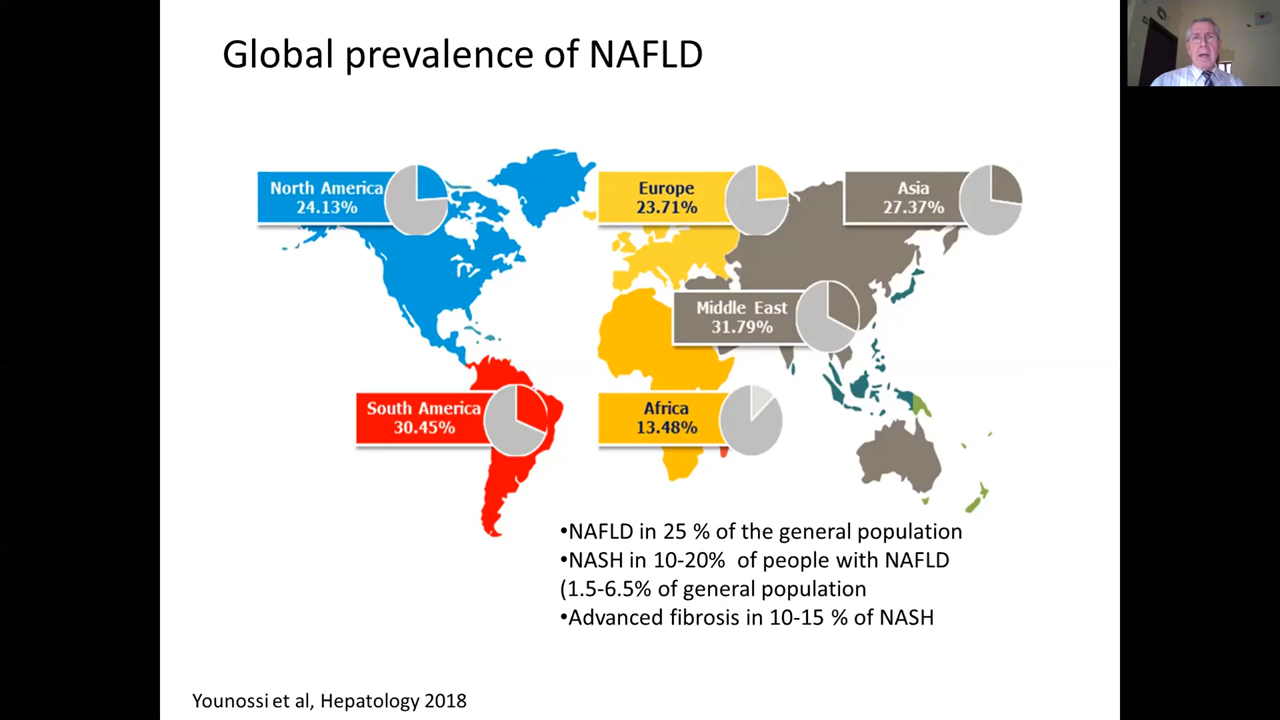 Global prevalence of NAFLD
North America
24.13%
Europe
23.71%
Asia
27.37%
Middle East
31.79%
South America
30.45%
Africa
13.48%
•NAFLD in 25 % of the general population
•NASH in 10-20%  of people with NAFLD
(1.5-6.5% of general population
•Advanced fibrosis in 10-15 % of NASH
Younossi et al, Hepatology 2018